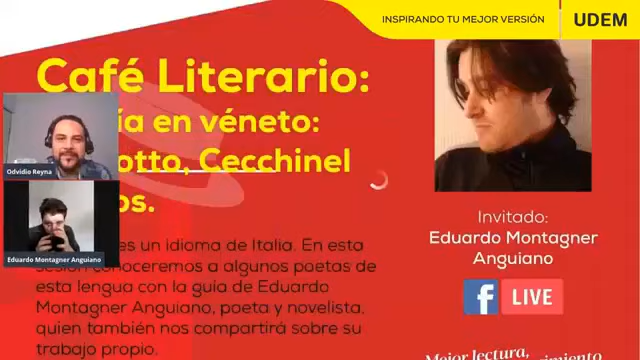 INSPIRANDO TU MEJOR VERSIÓN
UDEM
Café Literario:
ía en véneto:
otto, Cecchinel
os.
Odvidio Reyna
Eduardo Montagner Anguiano
es un idioma de Italia. En esta
sesión conoceremos a algunos poetas de
esta lengua con la guía de Eduardo
Montagner Anguiano, poeta y novelista,
quien también nos compartirá sobre su
trabajo propio.
Invitado:
Eduardo Montagner
Anguiano
f LIVE
Mejor lectura,